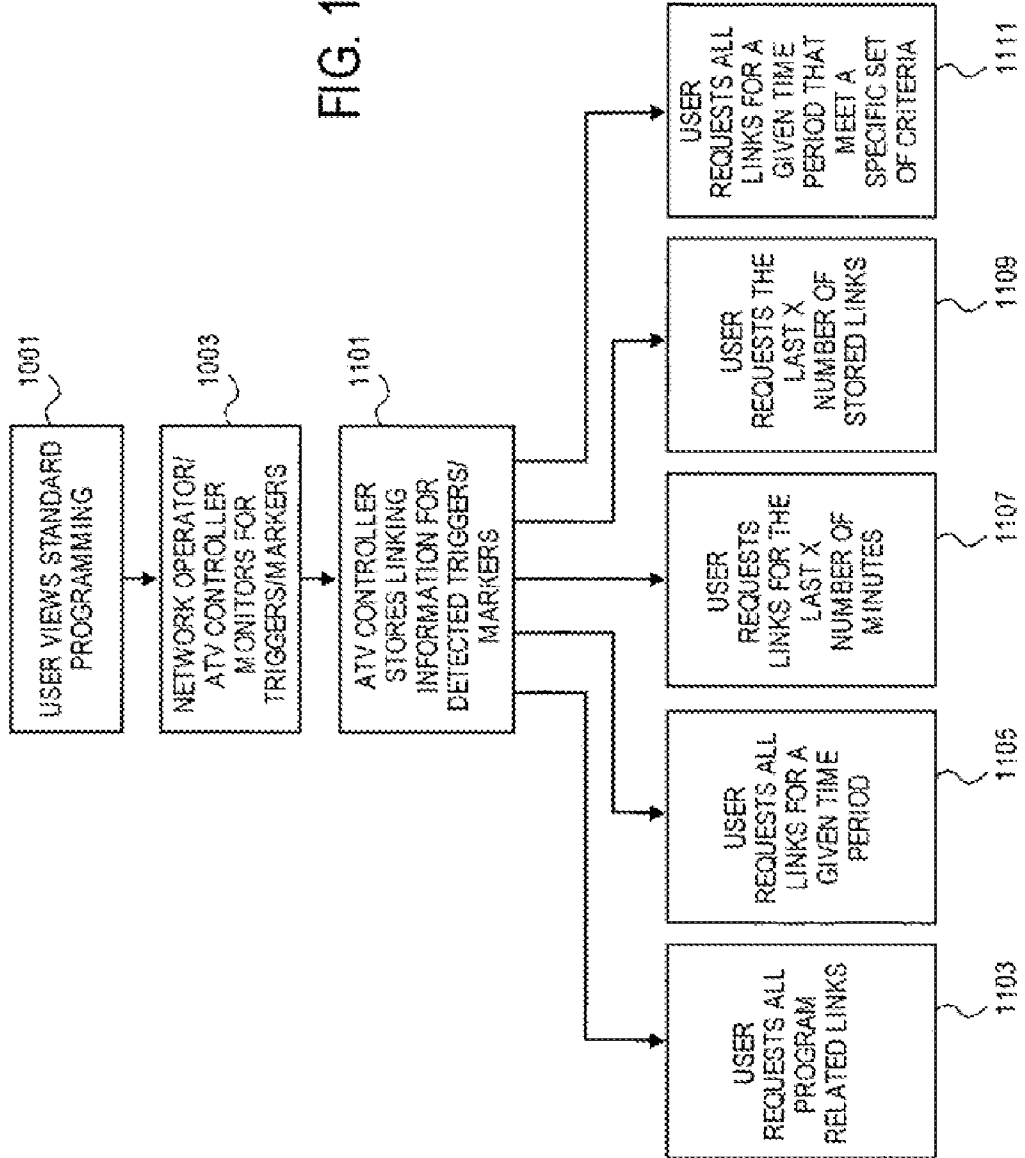 FIG. 1
1001
USER VIEWS STANDARD
PROGRAMMING
1003
NETWORK OPERATOR/
ATV CONTROLLER
MONITORS FOR
TRIGGERS/MARKERS
1101
ATV CONTROLLER
STORES LINKING
INFORMATION FOR
DETECTED TRIGGERS/
MARKERS
USER
REQUESTS ALL
PROGRAM
RELATED LINKS
1103
USER
REQUESTS ALL
LINKS FOR A
GIVEN TIME
PERIOD
1105
USER
REQUESTS
LINKS FOR THE
LAST X
NUMBER OF
MINUTES
1107
USER
REQUESTS THE
LAST X
NUMBER OF
STORED LINKS
1109
USER
REQUESTS ALL
LINKS FOR A
GIVEN TIME
PERIOD THAT
MEET A
SPECIFIC SET
OF CRITERIA
1111